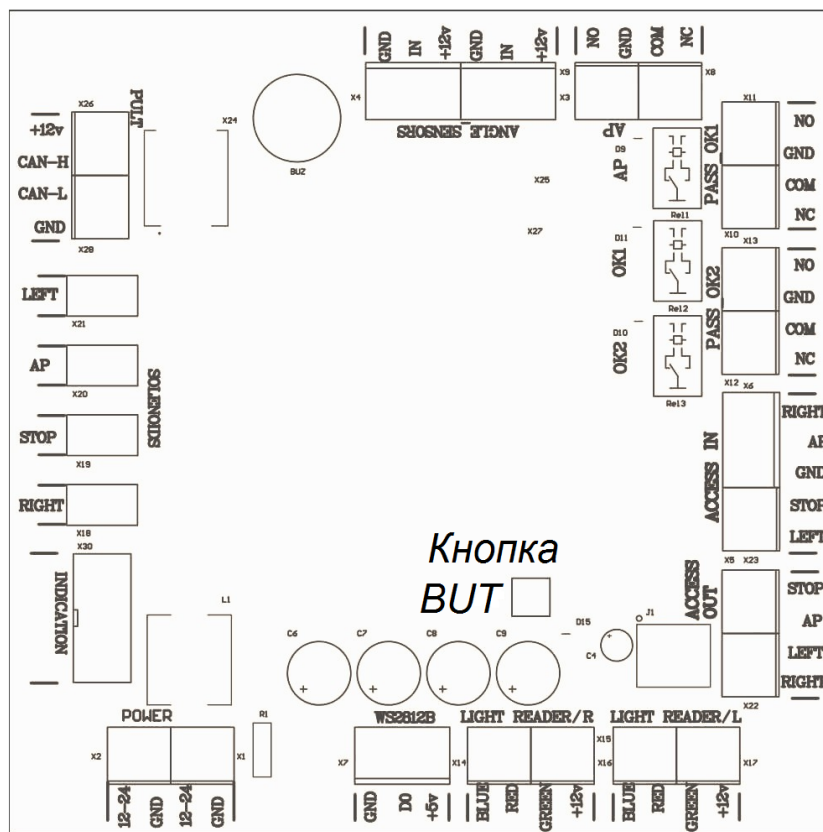 GND IN +12v GND IN +12v
NO GND COM NC
X4
X9
X3
X8
ANGLE_SENSORS
AP
X26
PULT
X24
+12v
CAN-H
CAN-L
GND
X28
BUZ
X25
X27
D9
AP
Rel1
D11
OK1
Rel2
D10
OK2
Rel3
X11
PASS_OK1
NO
GND
COM
NC
X10
X13
PASS_OK2
NO
GND
COM
NC
X12
X6
ACCESS IN
RIGHT
AP
GND
STOP
LEFT
X5
X23
ACCESS
OUT
STOP
AP
LEFT
RIGHT
X22
LEFT
X21
AP
X20
STOP
X19
RIGHT
X18
SOLENOIDS
X30
INDICATION
L1
Кнопка
BUT
D15
J1
C4
C6
C7
C8
C9
POWER
R1
X2
X1
12-24 GND 12-24 GND
WS2812B
X7
GND DO +5v
LIGHT READER/R
X14
X15
X16
BLUE RED GREEN +12v
LIGHT READER/L
X17
BLUE RED GREEN +12v